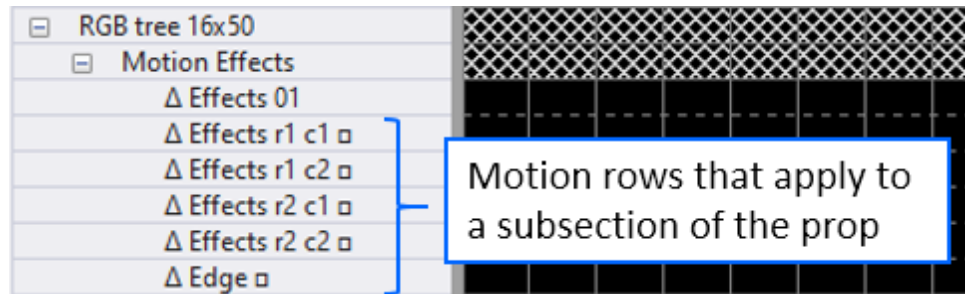 RGB tree 16x50
Motion Effects
Δ Effects 01
Δ Effects r1 c1 ¤
Δ Effects r1 c2 ¤
Δ Effects r2 c1 ¤
Δ Effects r2 c2 ¤
Δ Edge ¤
Motion rows that apply to
a subsection of the prop